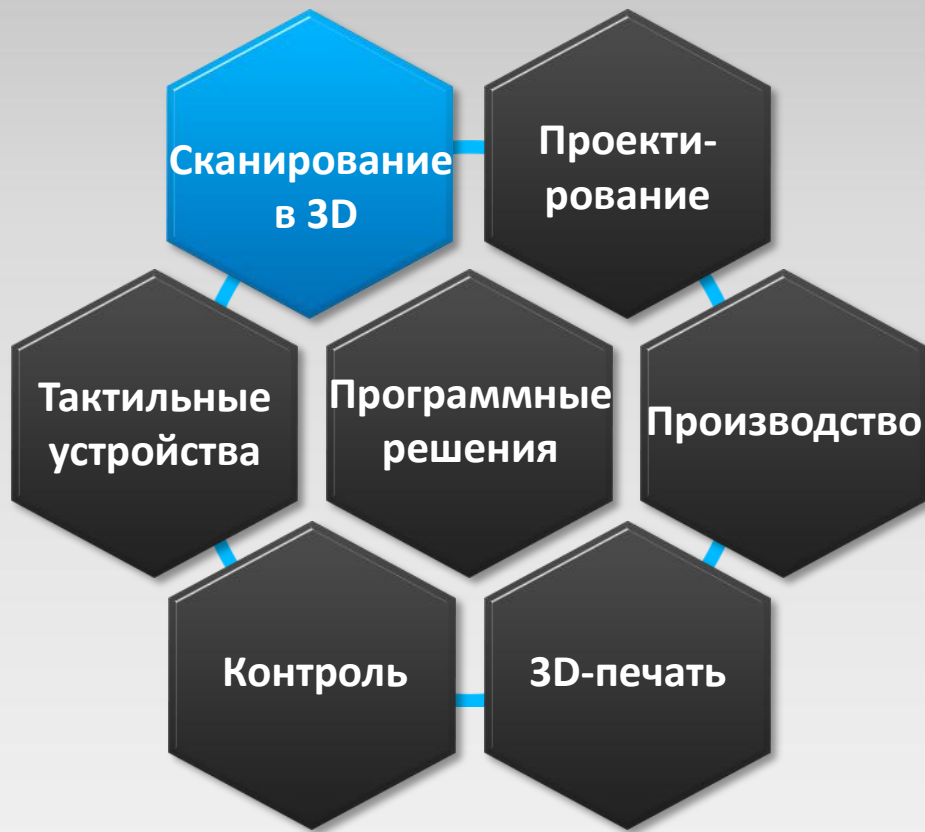 Сканирование
в 3D
Проекти-
рование
Тактильные
устройства
Программные
решения
Производство
Контроль
3D-печать